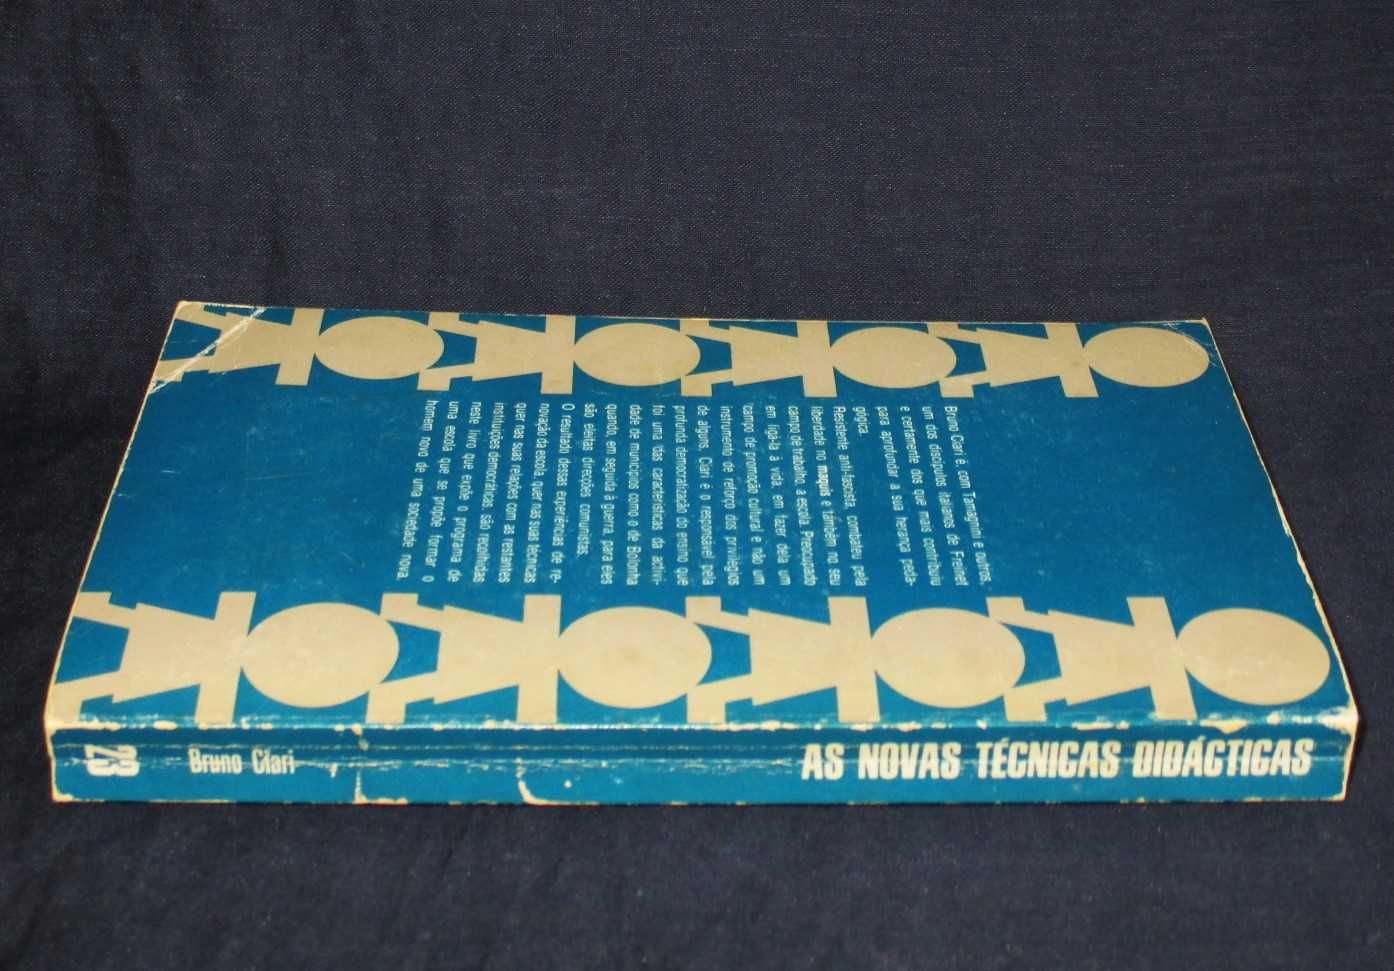 Bruno Ciari é, com Tamagnini e outros,
um dos discípulos italianos de Freinet
e certamente dos que mais contribuiu
para aprofundar a sua herança peda-
gógica.
Resistente anti-fascista, combateu pela
liberdade no maquis e também no seu
campo de trabalho, a escola. Preocupado
em ligá-la à vida, em fazer dela um
campo de promoção cultural e não um
instrumento de reforço dos privilégios
de alguns, Ciari é o responsável pela
profunda democratização do ensino que
foi uma das características da activi-
dade de municípios como o de Bolonha
quando, em seguida à guerra, para eles
são eleitas direcções comunistas.
O resultado dessas experiências de re-
novação da escola, quer nas suas técnicas
quer nas suas relações com as restantes
instituições democráticas, são reunidas
neste livro que expõe o programa de
uma escola que se propõe formar o
homem novo de uma sociedade nova.
23 Bruno Ciari AS NOVAS TÉCNICAS DIDÁCTICAS